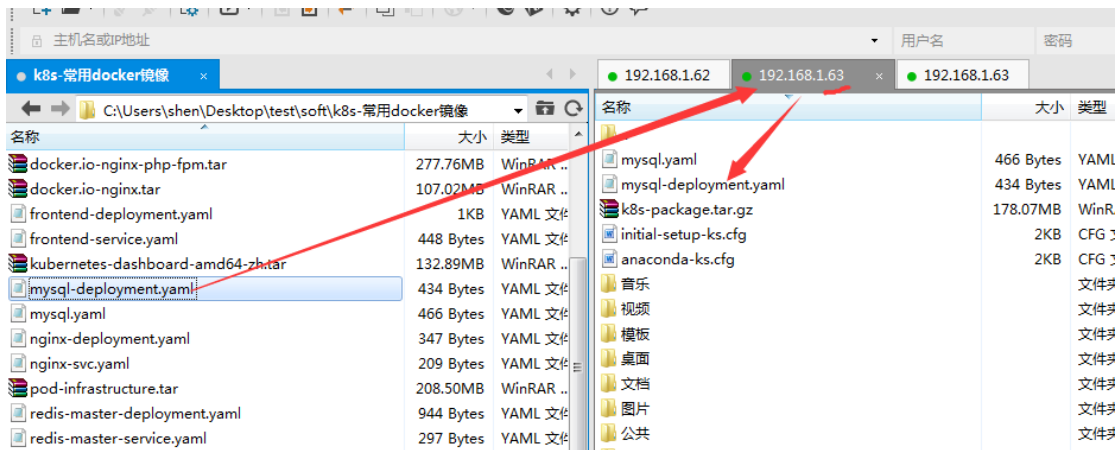 主机名或IP地址 用户名 密码
k8s-常用docker镜像 × 192.168.1.62 192.168.1.63 × 192.168.1.63
C:\Users\shen\Desktop\test\soft\k8s-常用docker镜像
名称 大小 类型
docker.io-nginx-php-fpm.tar 277.76MB WinRAR ..
docker.io-nginx.tar 107.02MB WinRAR ..
frontend-deployment.yaml 1KB YAML 文件
frontend-service.yaml 448 Bytes YAML 文件
kubernetes-dashboard-amd64-zh.tar 132.89MB WinRAR ..
mysql-deployment.yaml 434 Bytes YAML 文件
mysql.yaml 466 Bytes YAML 文件
nginx-deployment.yaml 347 Bytes YAML 文件
nginx-svc.yaml 209 Bytes YAML 文件
pod-infrastructure.tar 208.50MB WinRAR ..
redis-master-deployment.yaml 944 Bytes YAML 文件
redis-master-service.yaml 297 Bytes YAML 文件
名称 大小 类型
mysql.yaml 466 Bytes YAML
mysql-deployment.yaml 434 Bytes YAML
k8s-package.tar.gz 178.07MB WinR
initial-setup-ks.cfg 2KB CFG
anaconda-ks.cfg 2KB CFG
音乐 文件夹
视频 文件夹
模板 文件夹
桌面 文件夹
文档 文件夹
图片 文件夹
公共 文件夹